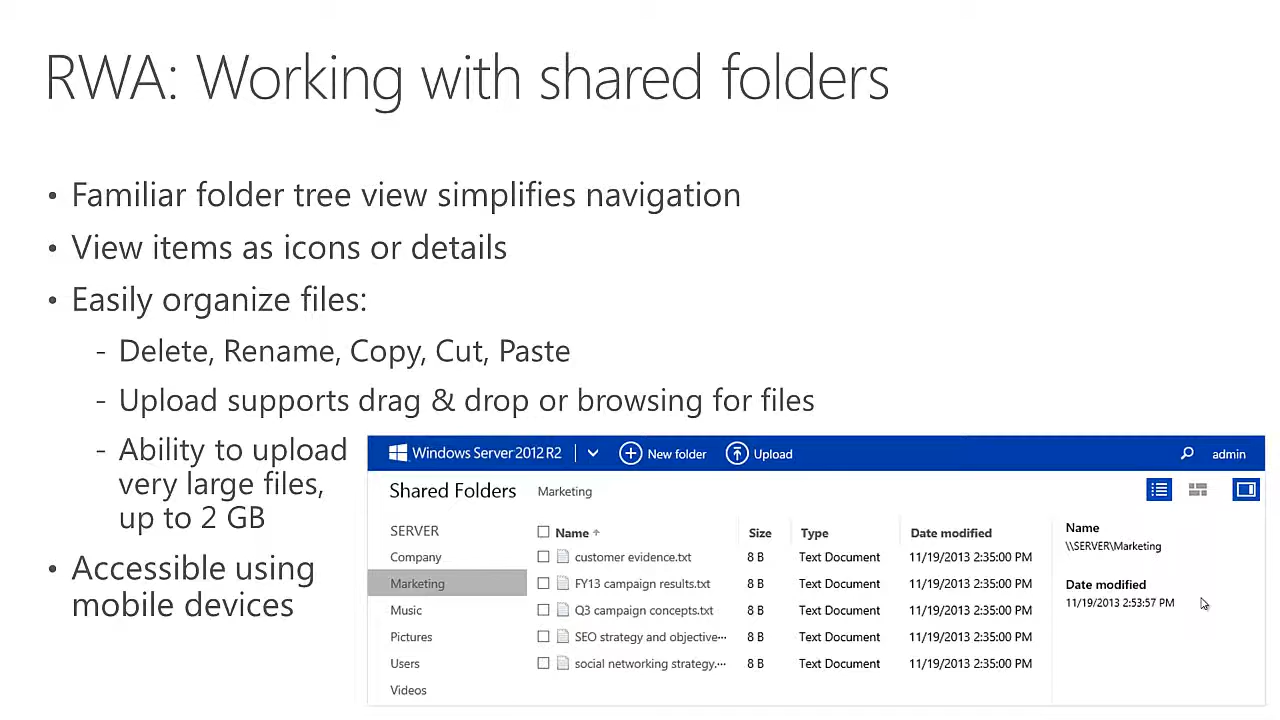 RWA: Working with shared folders
• Familiar folder tree view simplifies navigation
• View items as icons or details
• Easily organize files:
- Delete, Rename, Copy, Cut, Paste
- Upload supports drag & drop or browsing for files
- Ability to upload
very large files,
up to 2 GB
• Accessible using
mobile devices
Windows Server 2012 R2 New folder Upload admin
Shared Folders Marketing
SERVER
Company
Marketing
Music
Pictures
Users
Videos
Name Size Type Date modified
customer evidence.txt 8 B Text Document 11/19/2013 2:35:00 PM
FY13 campaign results.txt 8 B Text Document 11/19/2013 2:35:00 PM
Q3 campaign concepts.txt 8 B Text Document 11/19/2013 2:35:00 PM
SEO strategy and objective... 8 B Text Document 11/19/2013 2:35:00 PM
social networking strategy.... 8 B Text Document 11/19/2013 2:35:00 PM
Name
\\SERVER\Marketing
Date modified
11/19/2013 2:53:57 PM